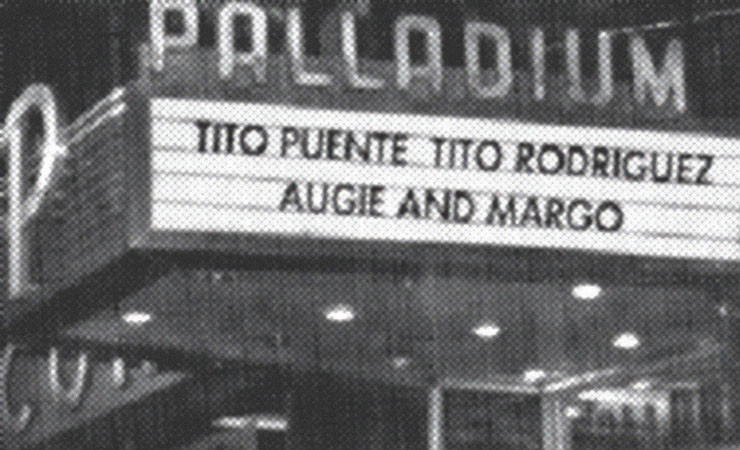 PALLADIUM
TITO PUENTE TITO RODRIGUEZ
AUGIE AND MARGO
P